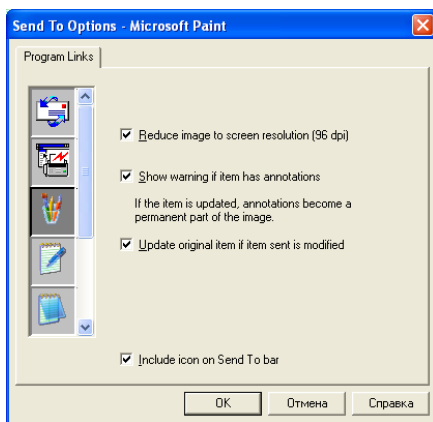 Send To Options - Microsoft Paint
Program Links
Reduce image to screen resolution (96 dpi)
Show warning if item has annotations
If the item is updated, annotations become a
permanent part of the image.
Update original item if item sent is modified
Include icon on Send To bar
OK
Отмена
Справка